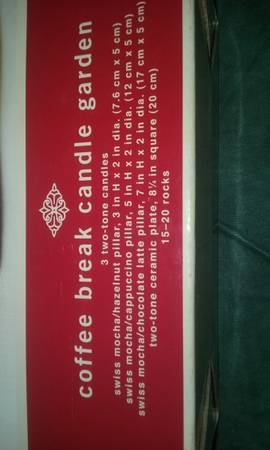 coffee break candle garden
3 two-tone candles
swiss mocha/hazelnut pillar, 3 in H x 2 in dia. (7.6 cm x 5 cm)
swiss mocha/cappuccino pillar, 5 in H x 2 in dia. (12 cm x 5 cm)
swiss mocha/chocolate latte pillar, 7 in H x 2 in dia. (17 cm x 5 cm)
two-tone ceramic plate, 8¼ in square (20 cm)
15-20 rocks